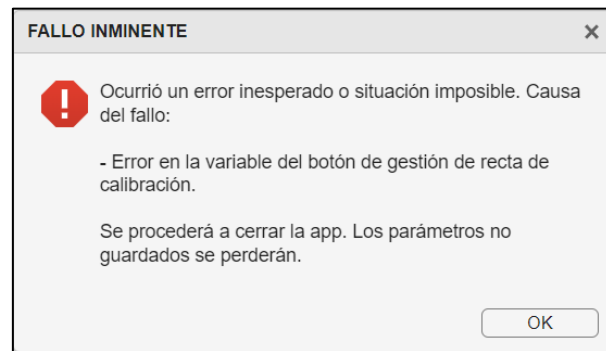 FALLO INMINENTE
Ocurrió un error inesperado o situación imposible. Causa
del fallo:
- Error en la variable del botón de gestión de recta de
calibración.
Se procederá a cerrar la app. Los parámetros no
guardados se perderán.
OK